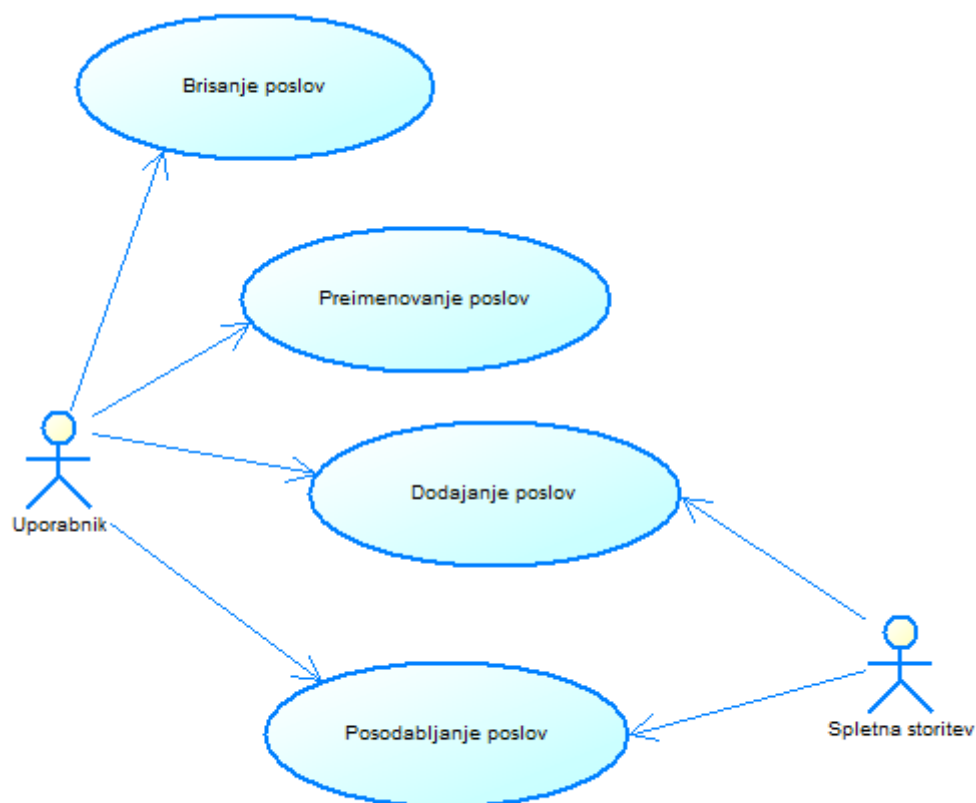 Brisanje poslov
Preimenovanje poslov
Dodajanje poslov
Uporabnik
Posodabljanje poslov
Spletna storitev